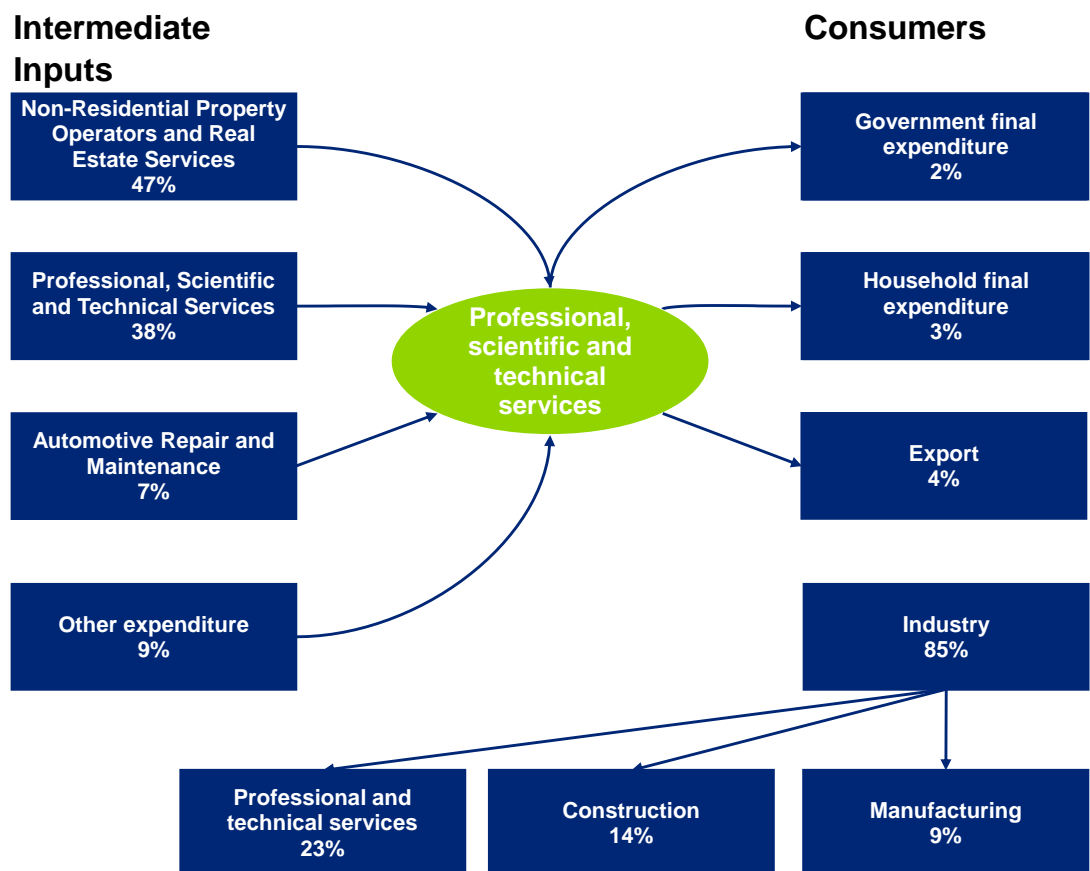 Intermediate
Inputs
Consumers
Non-Residential Property
Operators and Real
Estate Services
47%
Government final
expenditure
2%
Professional, Scientific
and Technical Services
38%
Professional,
scientific and
technical
services
Household final
expenditure
3%
Automotive Repair and
Maintenance
7%
Export
4%
Other expenditure
9%
Industry
85%
Professional and
technical services
23%
Construction
14%
Manufacturing
9%